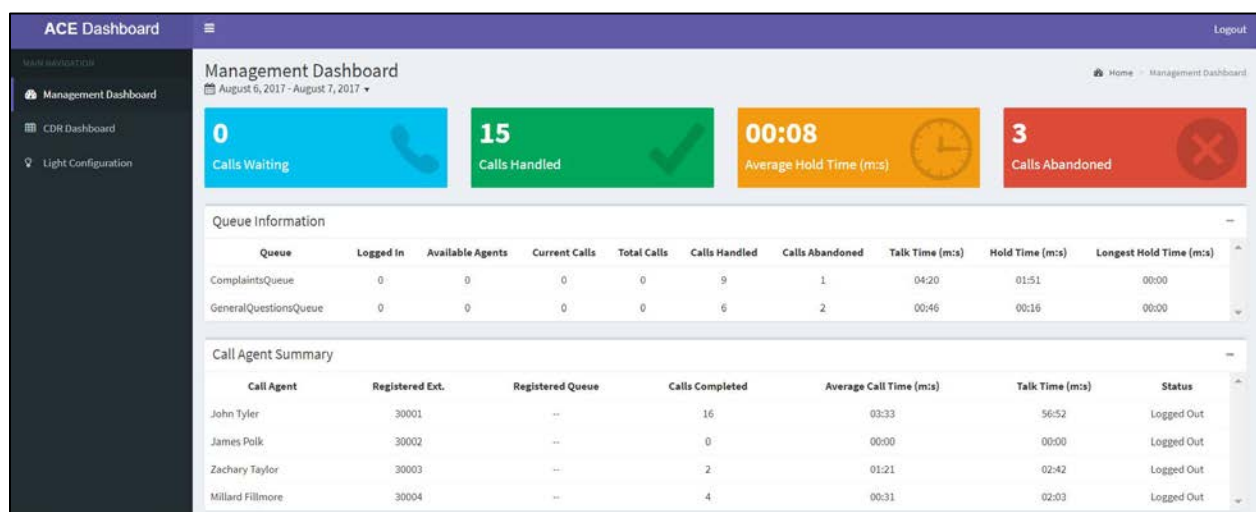 ACE Dashboard
Logout
MAIN NAVIGATION
Management Dashboard
CDR Dashboard
Light Configuration
Management Dashboard
August 6, 2017 - August 7, 2017
Home > Management Dashboard
0
Calls Waiting
15
Calls Handled
00:08
Average Hold Time (m:s)
3
Calls Abandoned
Queue Information
Queue Logged In Available Agents Current Calls Total Calls Calls Handled Calls Abandoned Talk Time (m:s) Hold Time (m:s) Longest Hold Time (m:s)
ComplaintsQueue 0 0 0 0 9 1 04:20 01:51 00:00
GeneralQuestionsQueue 0 0 0 0 6 2 00:46 00:16 00:00
Call Agent Summary
Call Agent Registered Ext. Registered Queue Calls Completed Average Call Time (m:s) Talk Time (m:s) Status
John Tyler 30001 -- 16 03:33 56:52 Logged Out
James Polk 30002 -- 0 00:00 00:00 Logged Out
Zachary Taylor 30003 -- 2 01:21 02:42 Logged Out
Millard Fillmore 30004 -- 4 00:31 02:03 Logged Out